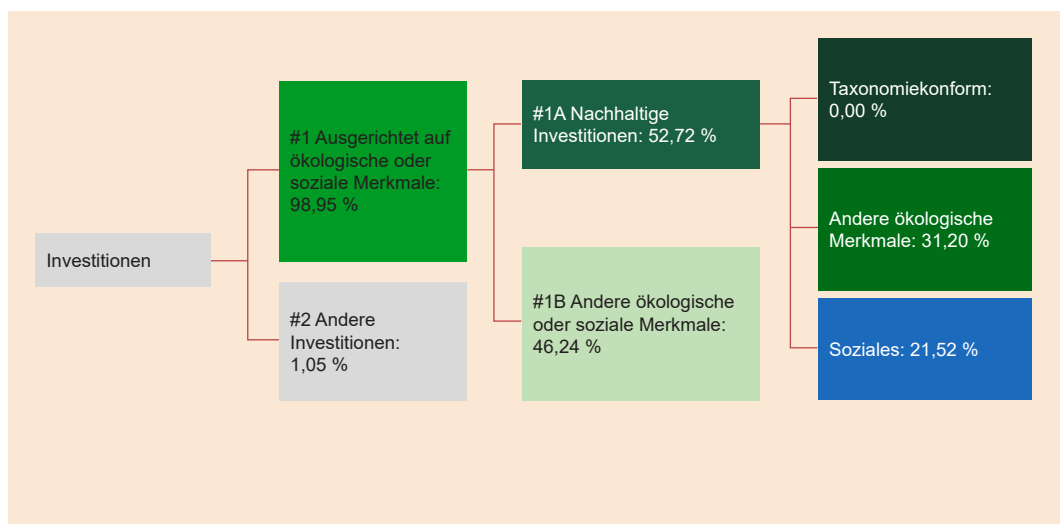 Investitionen
#1 Ausgerichtet auf
ökologische oder
soziale Merkmale:
98,95 %
#2 Andere
Investitionen:
1,05 %
#1A Nachhaltige
Investitionen: 52,72 %
#1B Andere ökologische
oder soziale Merkmale:
46,24 %
Taxonomiekonform:
0,00 %
Andere ökologische
Merkmale: 31,20 %
Soziales: 21,52 %